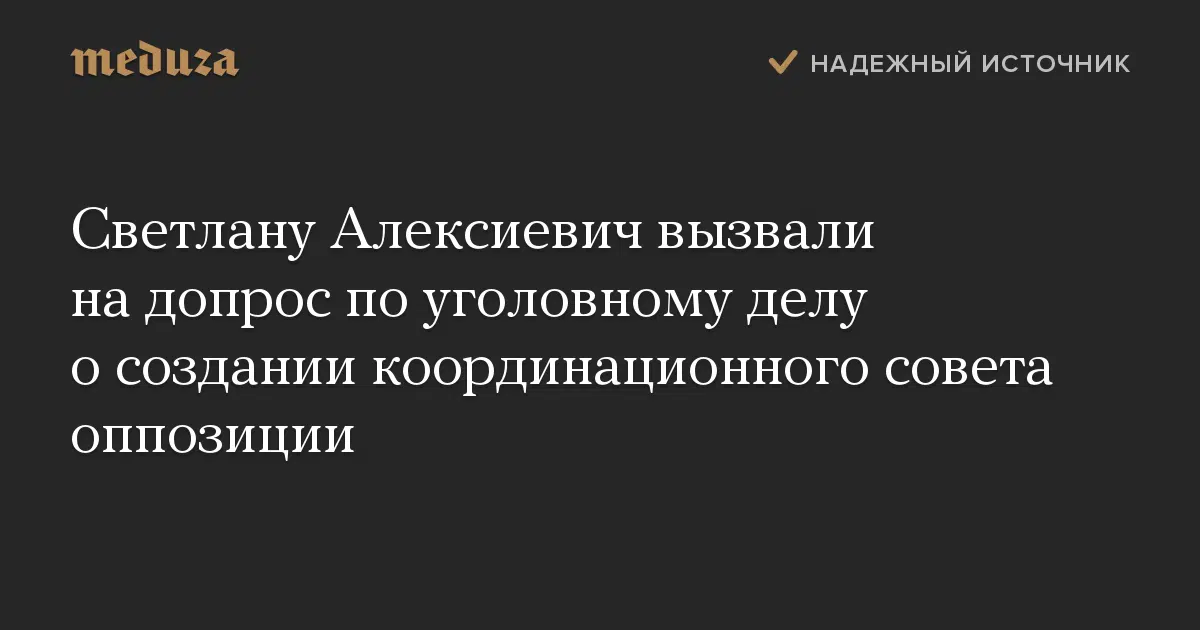 meduza
НАДЕЖНЫЙ ИСТОЧНИК
Светлану Алексиевич вызвали
на допрос по уголовному делу
о создании координационного совета
оппозиции